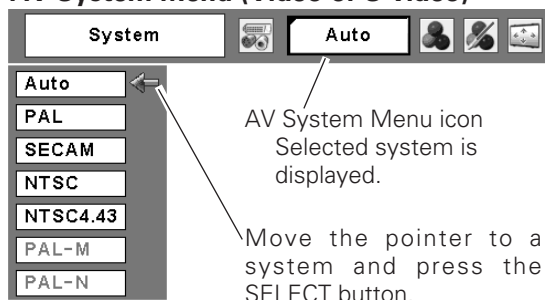 AV System Menu (Video or S-Video)
System
Auto
Auto
PAL
SECAM
NTSC
NTSC4.43
PAL-M
PAL-N
AV System Menu icon
Selected system is
displayed.
Move the pointer to a
system and press the
SELECT button.